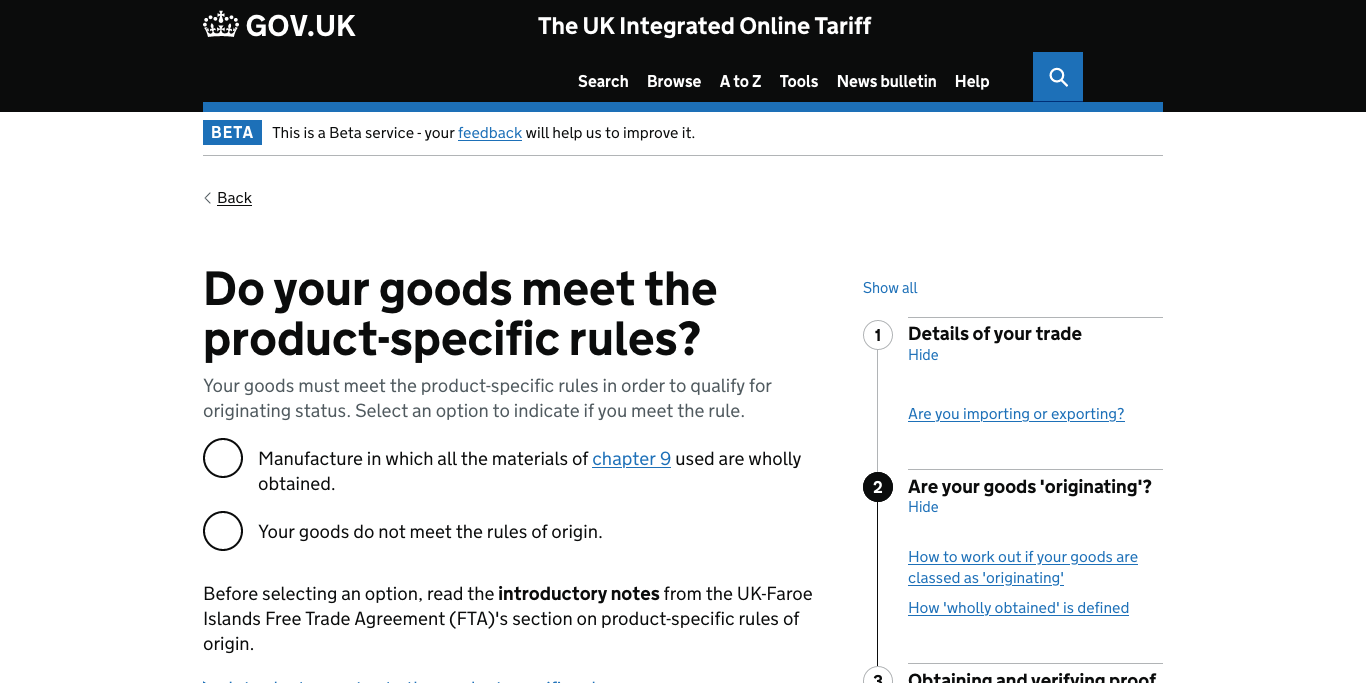 GOV.UK
The UK Integrated Online Tariff
Search Browse A to Z Tools News bulletin Help
BETA This is a Beta service - your feedback will help us to improve it.
Back
Do your goods meet the
product-specific rules?
Your goods must meet the product-specific rules in order to qualify for
originating status. Select an option to indicate if you meet the rule.
Manufacture in which all the materials of chapter 9 used are wholly
obtained.
Your goods do not meet the rules of origin.
Before selecting an option, read the introductory notes from the UK-Faroe
Islands Free Trade Agreement (FTA)'s section on product-specific rules of
origin.
Show all
1 Details of your trade
Hide
Are you importing or exporting?
2 Are your goods 'originating'?
Hide
How to work out if your goods are
classed as 'originating'
How 'wholly obtained' is defined
3 Obtaining and verifying proof